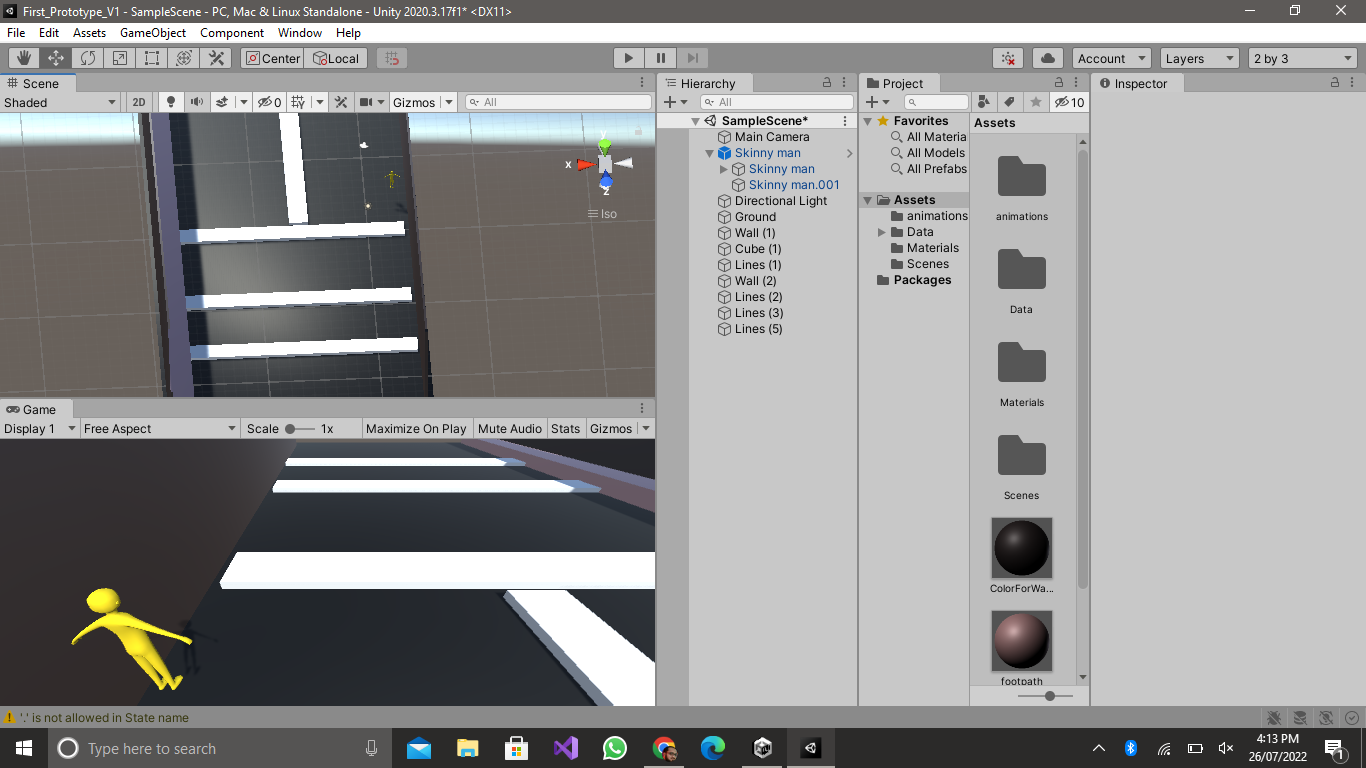 First_Prototype_V1 - SampleScene - PC, Mac & Linux Standalone - Unity 2020.3.17f1* <DX11>
File Edit Assets GameObject Component Window Help
Center Local Account Layers 2 by 3
Scene
Shaded 2D 0 Gizmos All
y
x
z
Iso
Game
Display 1 Free Aspect Scale 1x Maximize On Play Mute Audio Stats Gizmos
Hierarchy
All
SampleScene*
Main Camera
Skinny man
Skinny man
Skinny man.001
Directional Light
Ground
Wall (1)
Cube (1)
Lines (1)
Wall (2)
Lines (2)
Lines (3)
Lines (5)
Project
10
Favorites
All Materia
All Models
All Prefabs
Assets
animations
Data
Materials
Scenes
Packages
Assets
animations
Data
Materials
Scenes
ColorForWa...
footpath
Inspector
'.' is not allowed in State name
Type here to search
4:13 PM
26/07/2022
1